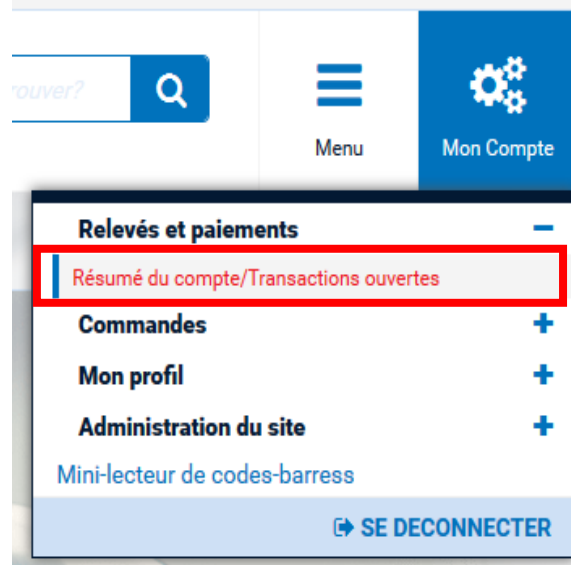 rouver?
Menu
Mon Compte
Relevés et paiements
Résumé du compte/Transactions ouvertes
Commandes
Mon profil
Administration du site
Mini-lecteur de codes-barress
SE DECONNECTER